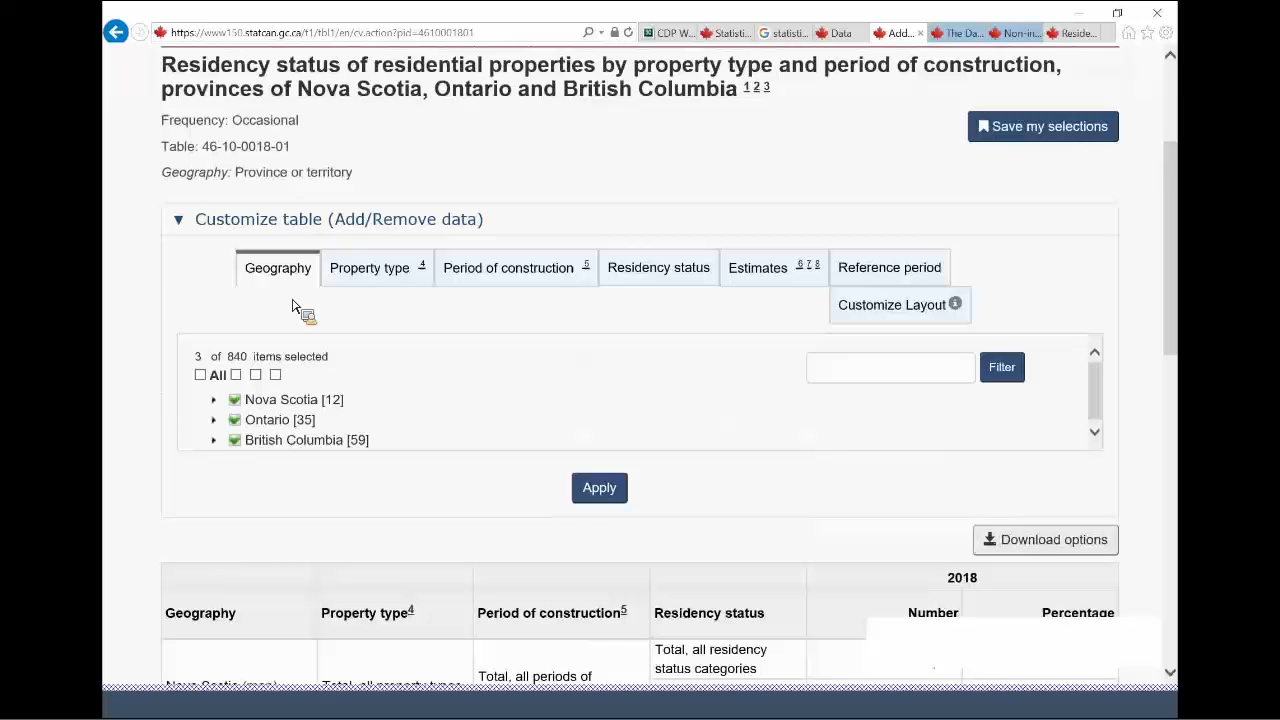 https://www150.statcan.gc.ca/t1/tbl1/en/cv.action?pid=4610001801
CDP W...
Statisti...
statisti...
Data
Add...
The Da...
Non-in...
Reside...
Residency status of residential properties by property type and period of construction,
provinces of Nova Scotia, Ontario and British Columbia 1 2 3
Frequency: Occasional
Save my selections
Table: 46-10-0018-01
Geography: Province or territory
Customize table (Add/Remove data)
Geography
Property type 4
Period of construction 5
Residency status
Estimates 6 7 8
Reference period
Customize Layout
3 of 840 items selected
All
Filter
Nova Scotia [12]
Ontario [35]
British Columbia [59]
Apply
Download options
2018
Geography
Property type4
Period of construction5
Residency status
Number
Percentage
Total, all residency
status categories
Total, all periods of